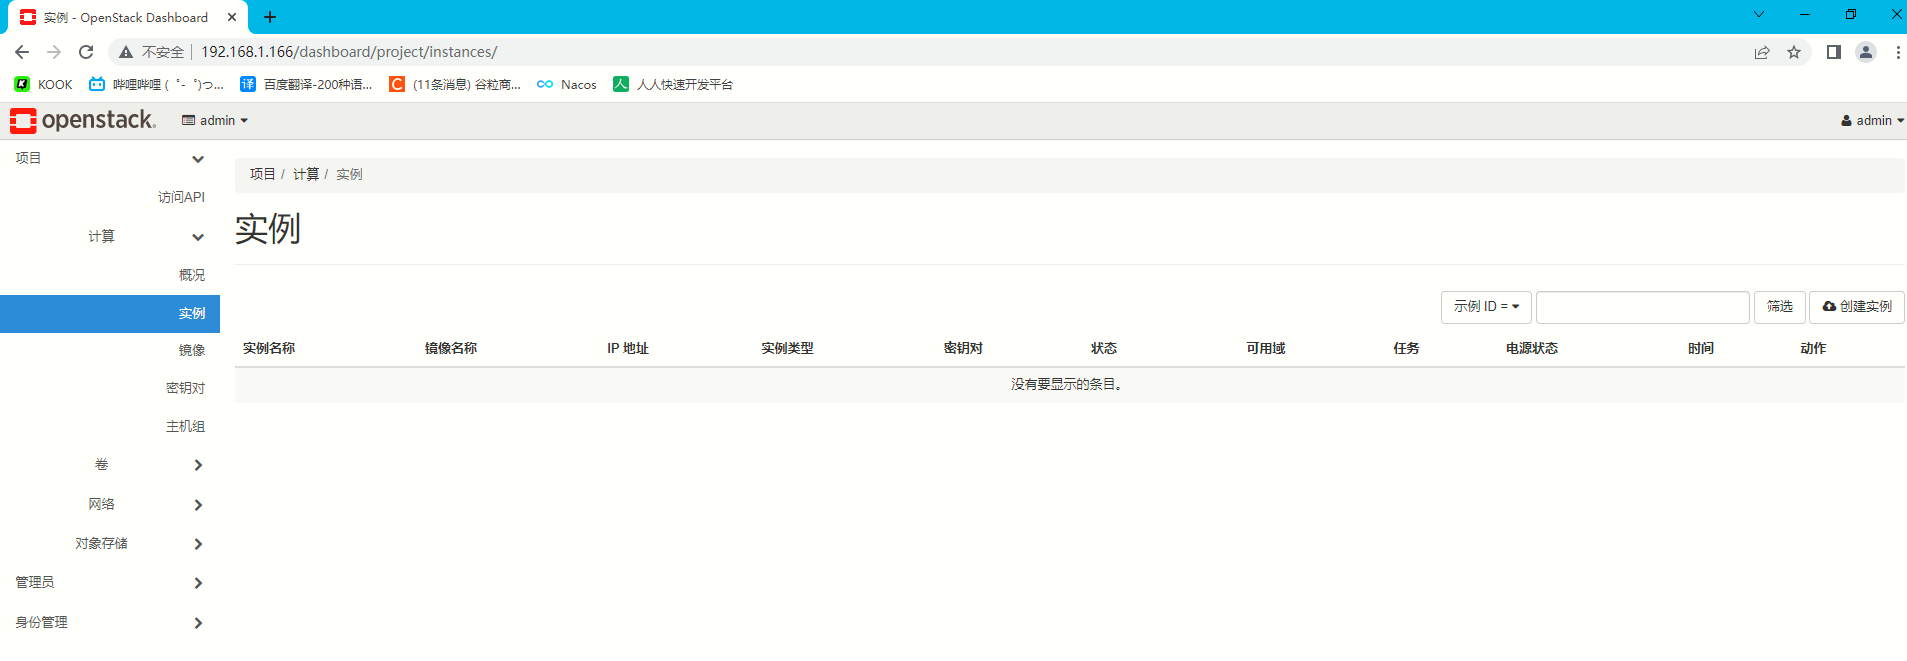 实例 - OpenStack Dashboard
不安全 192.168.1.166/dashboard/project/instances/
KOOK 哔哩哔哩 (゜-゜)つ... 译 百度翻译-200种语... C (11条消息) 谷粒商... Nacos 人 人人快速开发平台
openstack. admin admin
项目
访问API
计算
概况
实例
镜像
密钥对
主机组
卷
网络
对象存储
管理员
身份管理
项目 / 计算 / 实例
实例
示例 ID = 筛选 创建实例
实例名称 镜像名称 IP 地址 实例类型 密钥对 状态 可用域 任务 电源状态 时间 动作
没有要显示的条目。